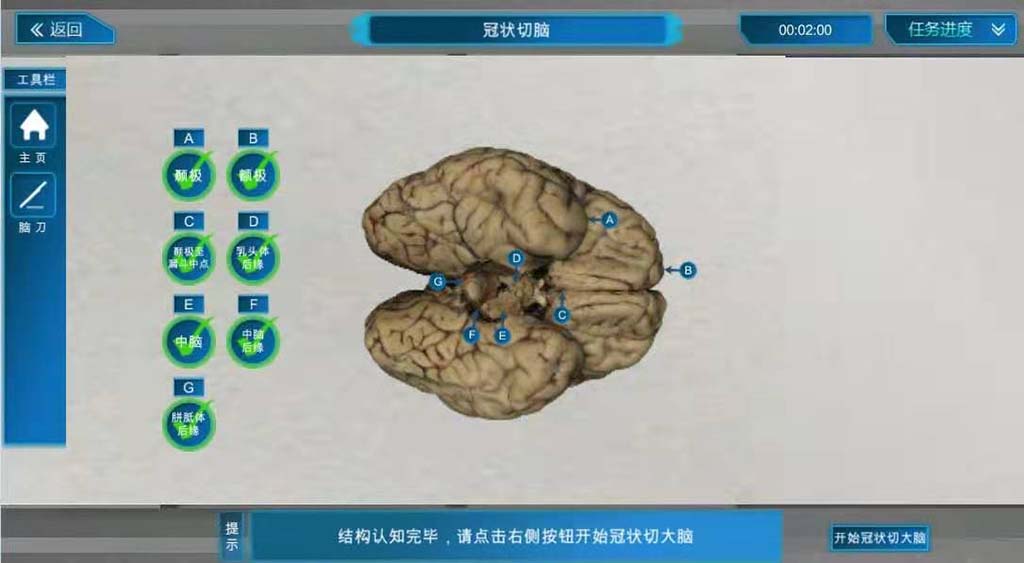 返回
冠状切脑
00:02:00
任务进度
工具栏
主页
脑刀
A
B
颞极
额极
C
D
颞极至
漏斗中点
乳头体
后缘
E
F
中脑
中脑
后缘
G
胼胝体
后缘
A
B
C
D
E
F
G
提
示
结构认知完毕，请点击右侧按钮开始冠状切大脑
开始冠状切大脑